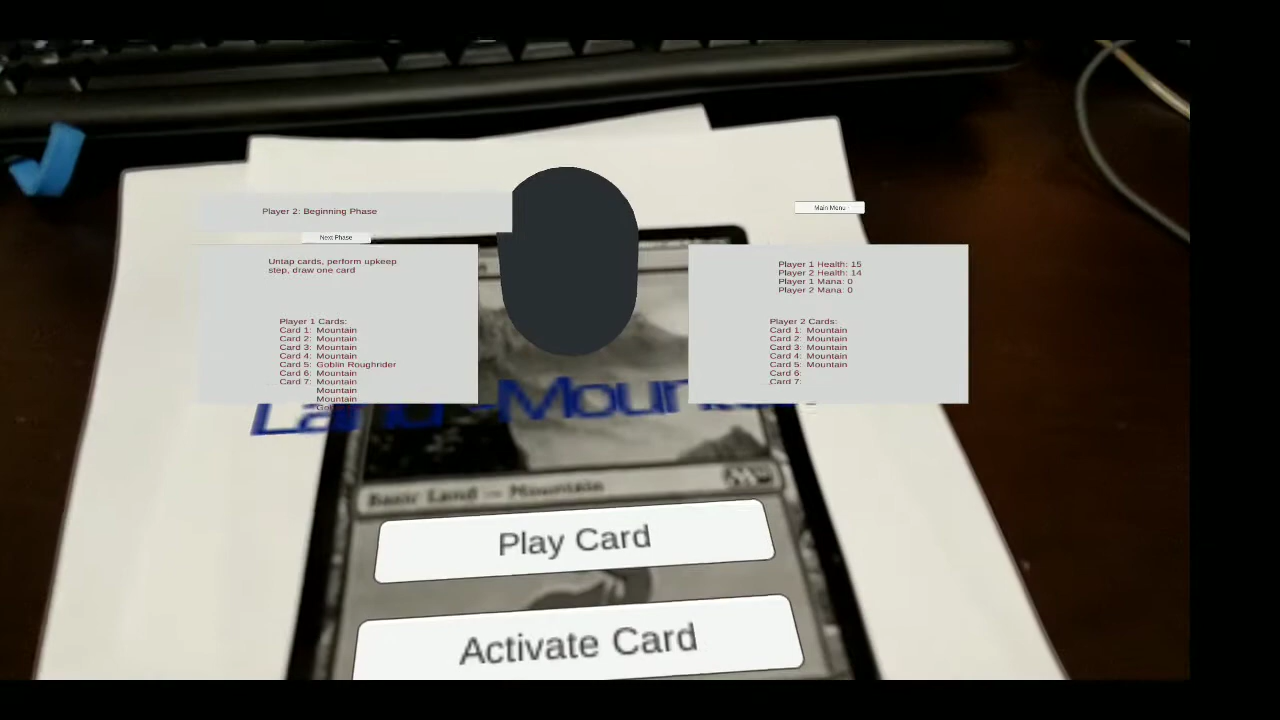 Player 2: Beginning Phase
Main Menu
Next Phase
Untap cards, perform upkeep
step, draw one card
Player 1 Health: 15
Player 2 Health: 14
Player 1 Mana: 0
Player 2 Mana: 0
Player 1 Cards:
Card 1: Mountain
Card 2: Mountain
Card 3: Mountain
Card 4: Mountain
Card 5: Goblin Roughrider
Card 6: Mountain
Card 7: Mountain
Mountain
Mountain
Player 2 Cards:
Card 1: Mountain
Card 2: Mountain
Card 3: Mountain
Card 4: Mountain
Card 5: Mountain
Card 6:
Card 7:
Land -
Basic Land — Mountain
Play Card
Activate Card